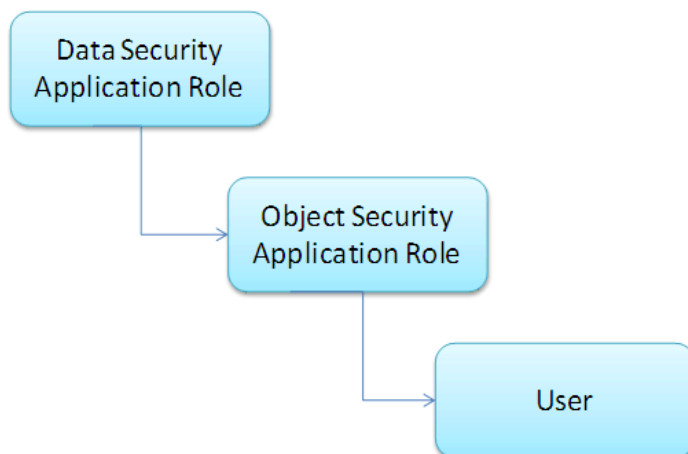 Data Security
Application Role
Object Security
Application Role
User